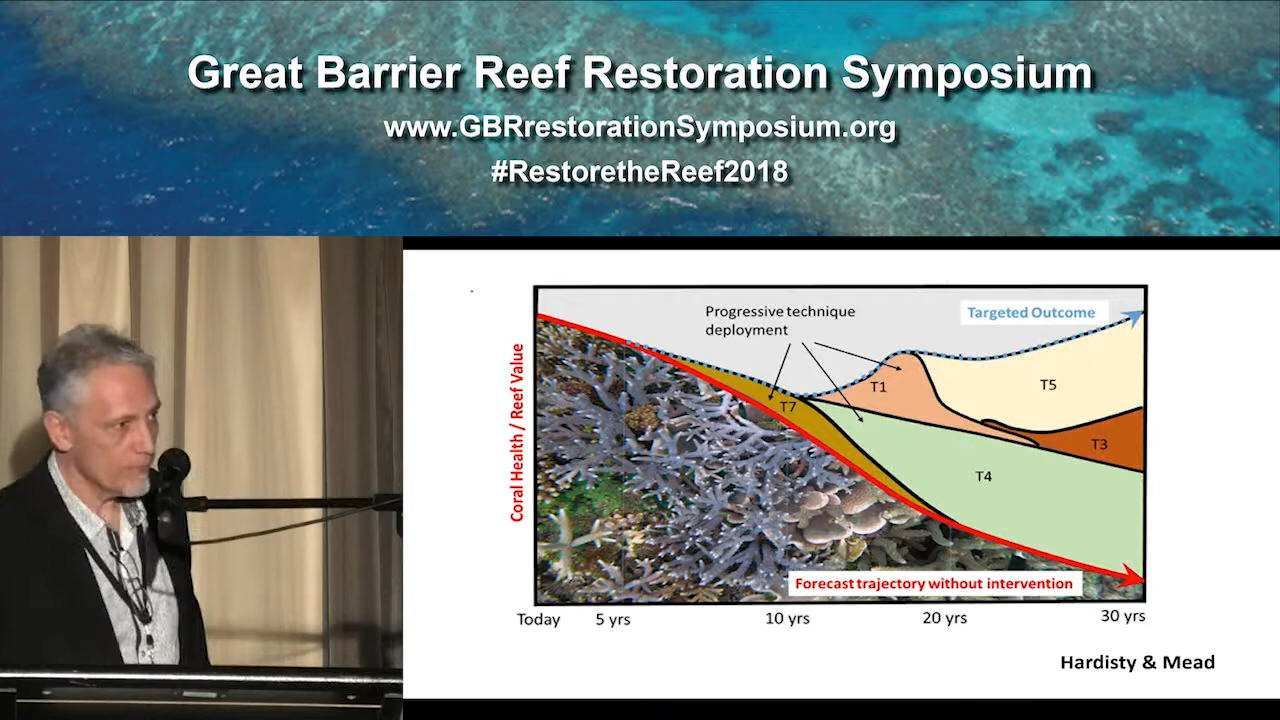 Great Barrier Reef Restoration Symposium
www.GBRrestorationSymposium.org
#RestoretheReef2018
Progressive technique
deployment
Targeted Outcome
T1
T5
T7
T3
T4
Coral Health / Reef Value
Forecast trajectory without intervention
Today 5 yrs 10 yrs 20 yrs 30 yrs
Hardisty & Mead